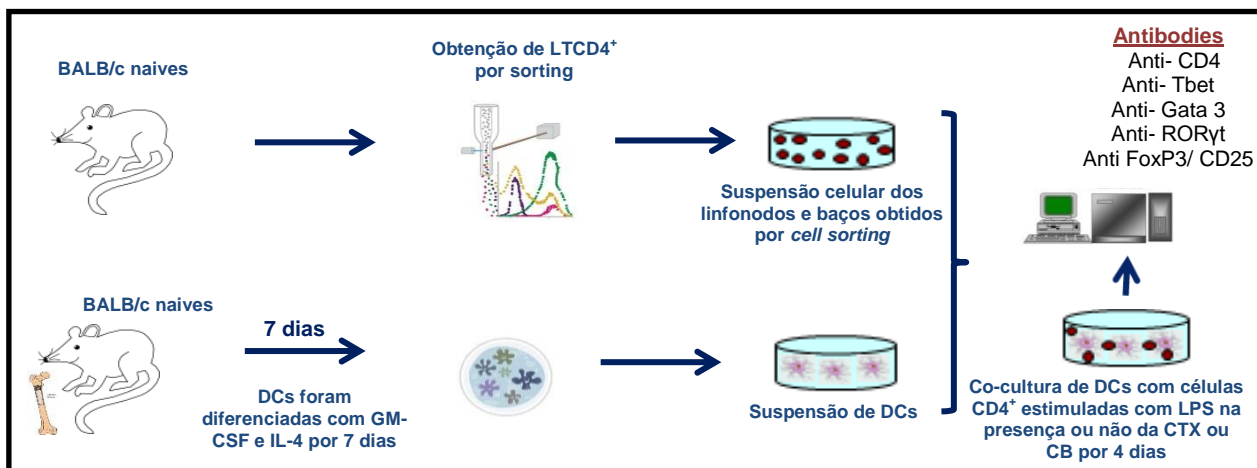 BALB/c naives
Obtenção de LTCD4+
por sorting
Suspensão celular dos
linfonodos e baços obtidos
por cell sorting
Antibodies
Anti- CD4
Anti- Tbet
Anti- Gata 3
Anti- RORγt
Anti FoxP3/ CD25
BALB/c naives
7 dias
DCs foram
diferenciadas com GM-
CSF e IL-4 por 7 dias
Suspensão de DCs
Co-cultura de DCs com células
CD4+ estimuladas com LPS na
presença ou não da CTX ou
CB por 4 dias